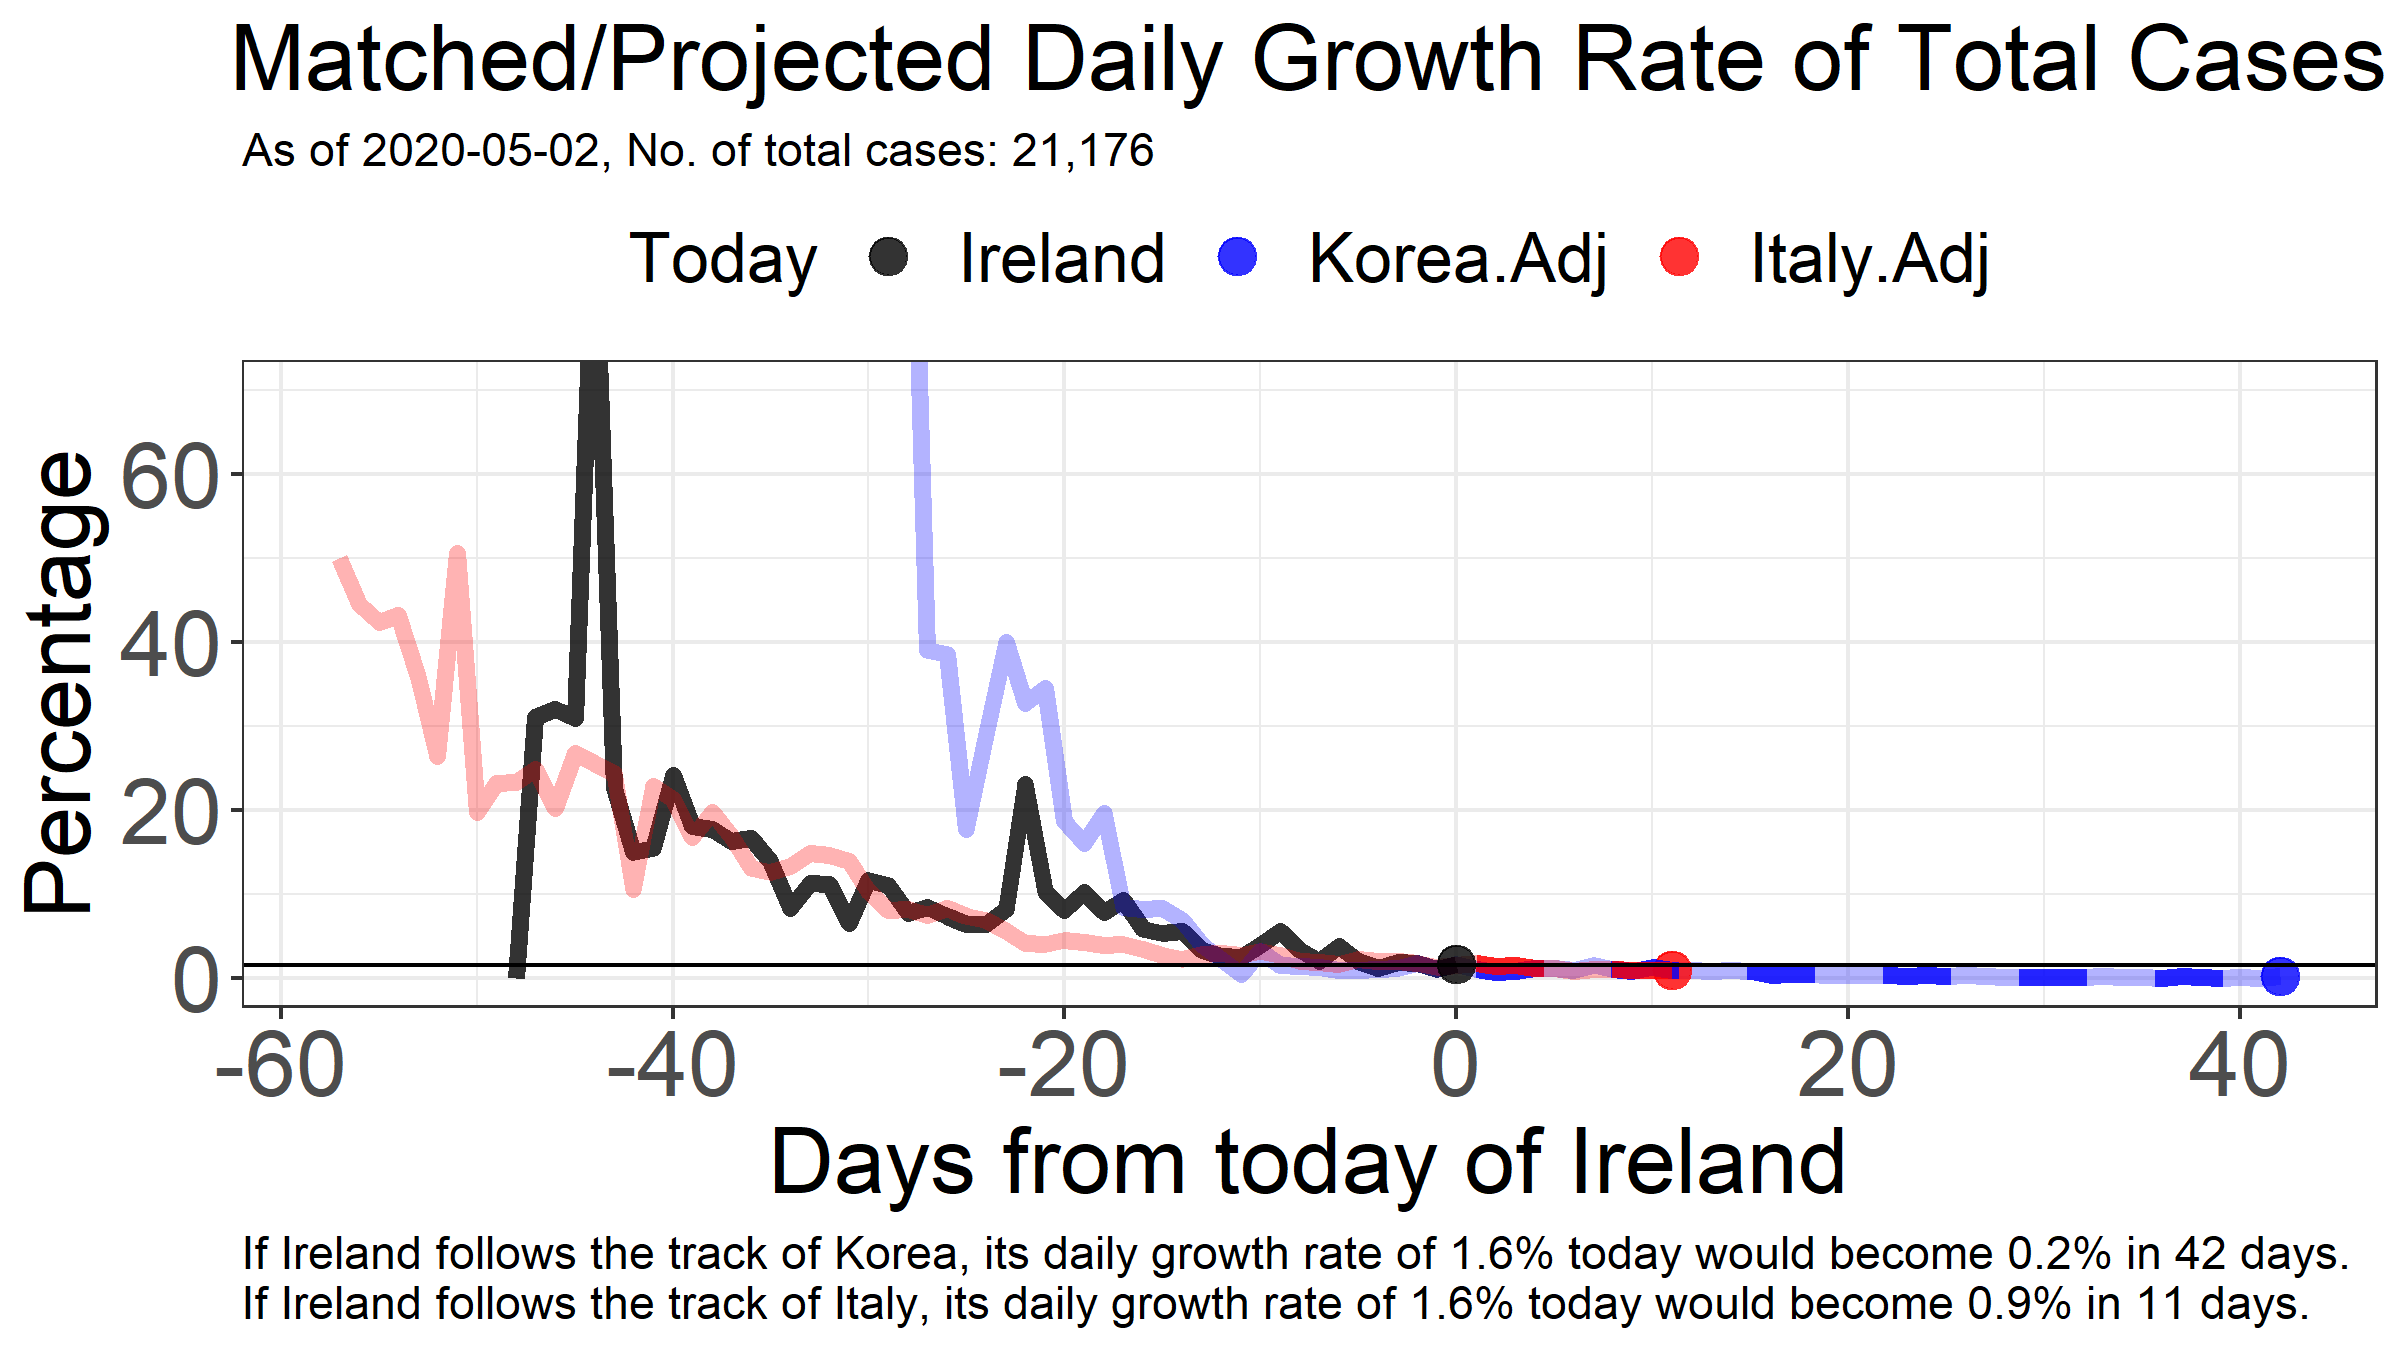 Matched/Projected Daily Growth Rate of Total Cases
As of 2020-05-02, No. of total cases: 21,176
Today Ireland Korea.Adj Italy.Adj
Percentage
60
40
20
0
-60 -40 -20 0 20 40
Days from today of Ireland
If Ireland follows the track of Korea, its daily growth rate of 1.6% today would become 0.2% in 42 days.
If Ireland follows the track of Italy, its daily growth rate of 1.6% today would become 0.9% in 11 days.